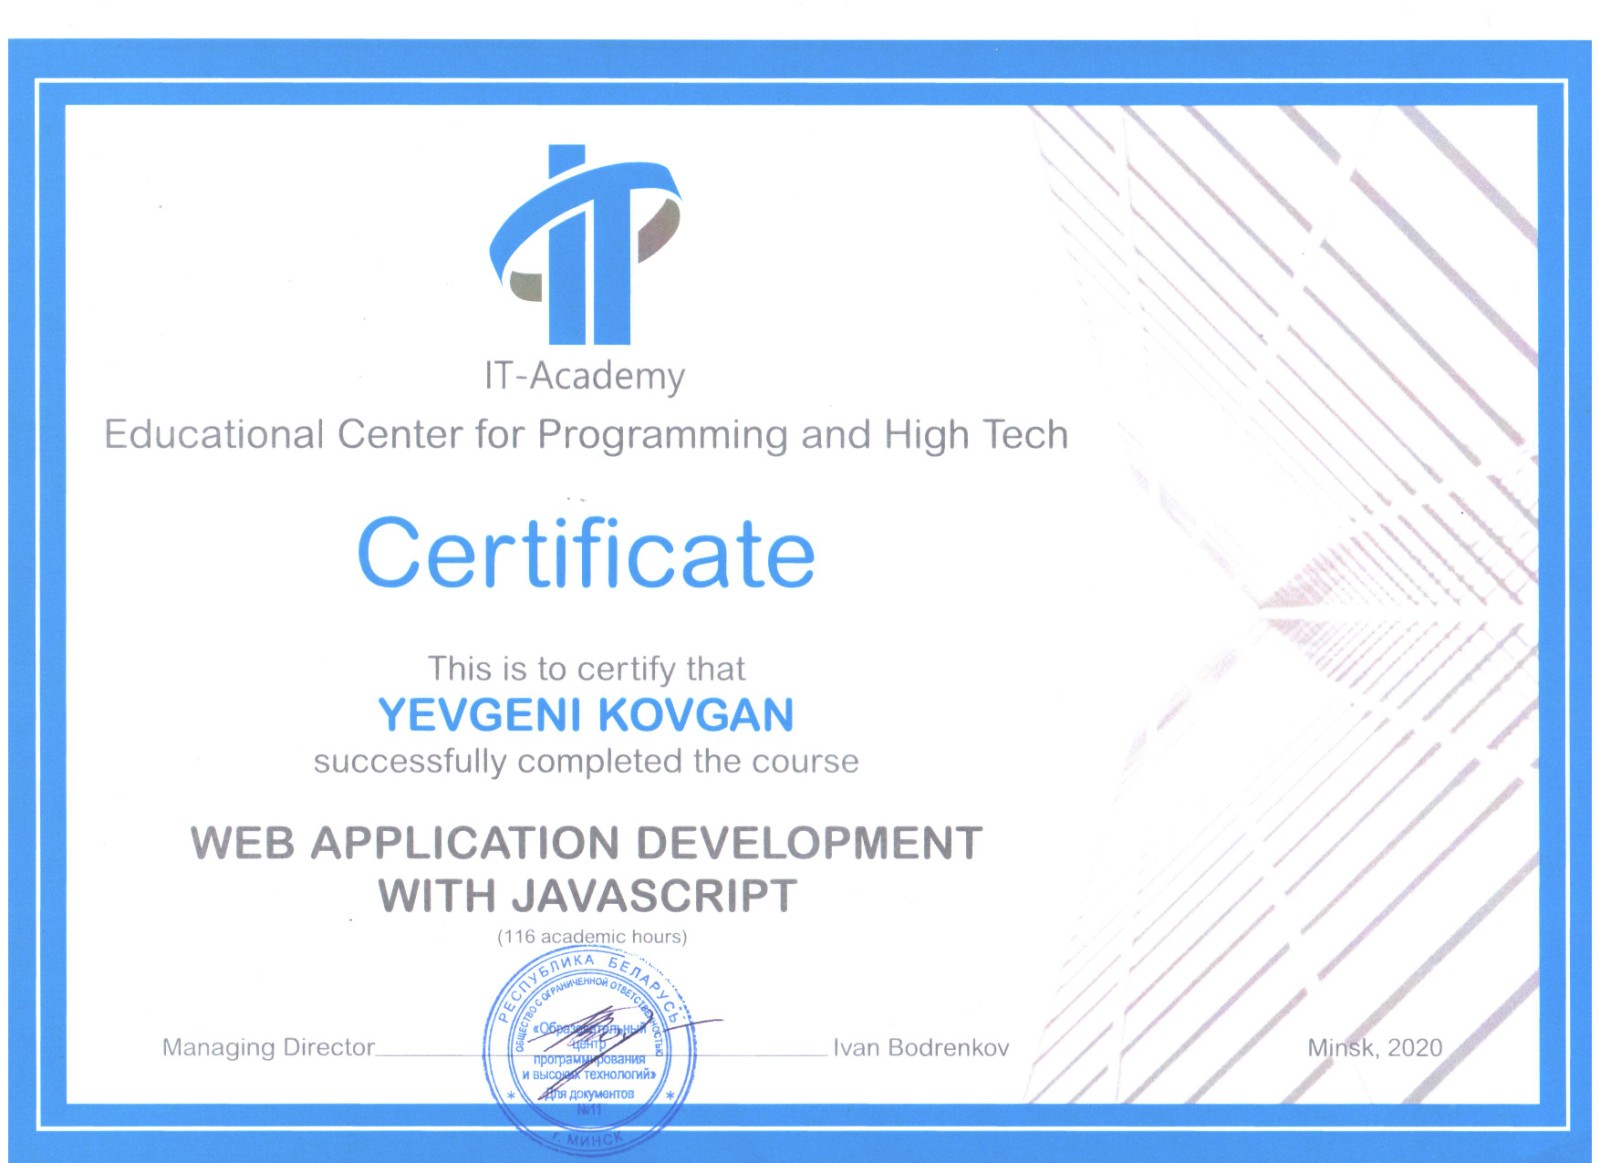 IT-Academy
Educational Center for Programming and High Tech
Certificate
This is to certify that
YEVGENI KOVGAN
successfully completed the course
WEB APPLICATION DEVELOPMENT
WITH JAVASCRIPT
(116 academic hours)
РЕСПУБЛИКА БЕЛАРУСЬ
ОБЩЕСТВО С ОГРАНИЧЕННОЙ ОТВЕТСТВЕННОСТЬЮ
«Образовательный
центр
программирования
и высоких технологий»
Для документов
№11
г. МИНСК
Managing Director Ivan Bodrenkov
Minsk, 2020